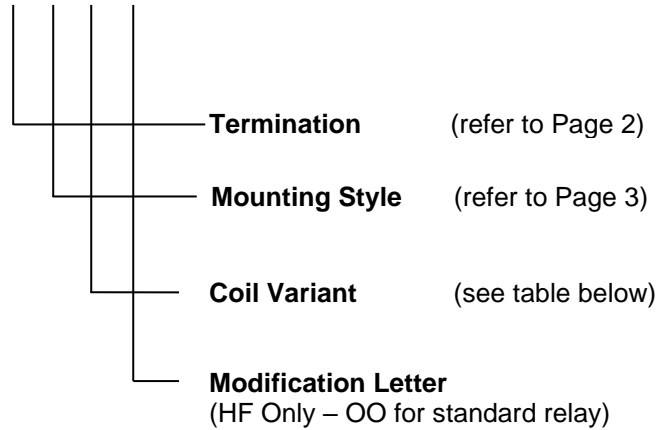 Termination (refer to Page 2)
Mounting Style (refer to Page 3)
Coil Variant (see table below)
Modification Letter
(HF Only – OO for standard relay)